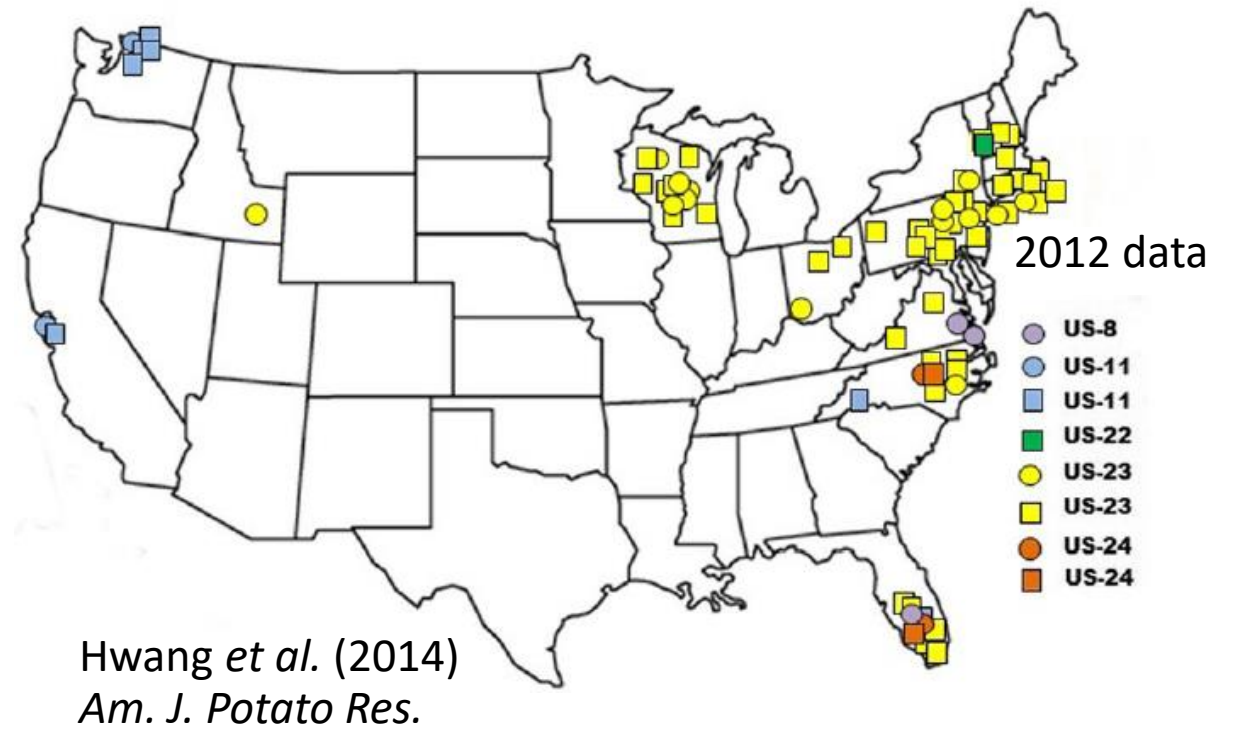 2012 data
US-8
US-11
US-11
US-22
US-23
US-23
US-24
US-24
Hwang et al. (2014)
Am. J. Potato Res.